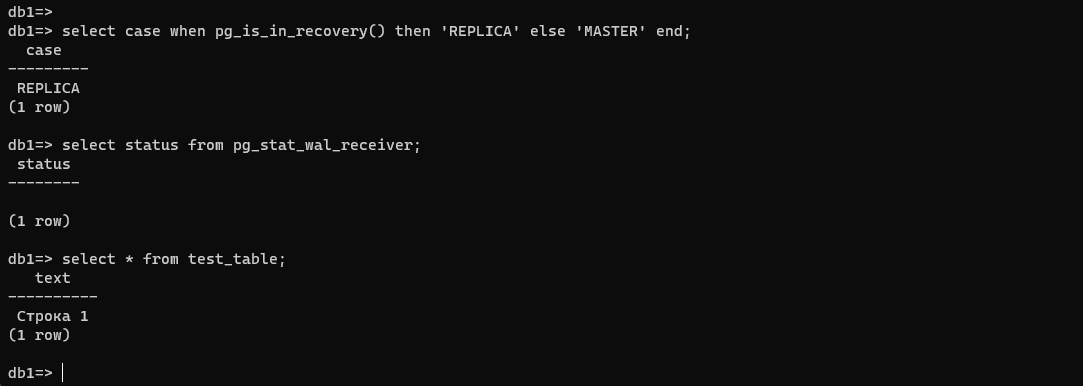 db1=>
db1=> select case when pg_is_in_recovery() then 'REPLICA' else 'MASTER' end;
  case
---------
 REPLICA
(1 row)

db1=> select status from pg_stat_wal_receiver;
 status
--------

(1 row)

db1=> select * from test_table;
   text
----------
 Строка 1
(1 row)

db1=>